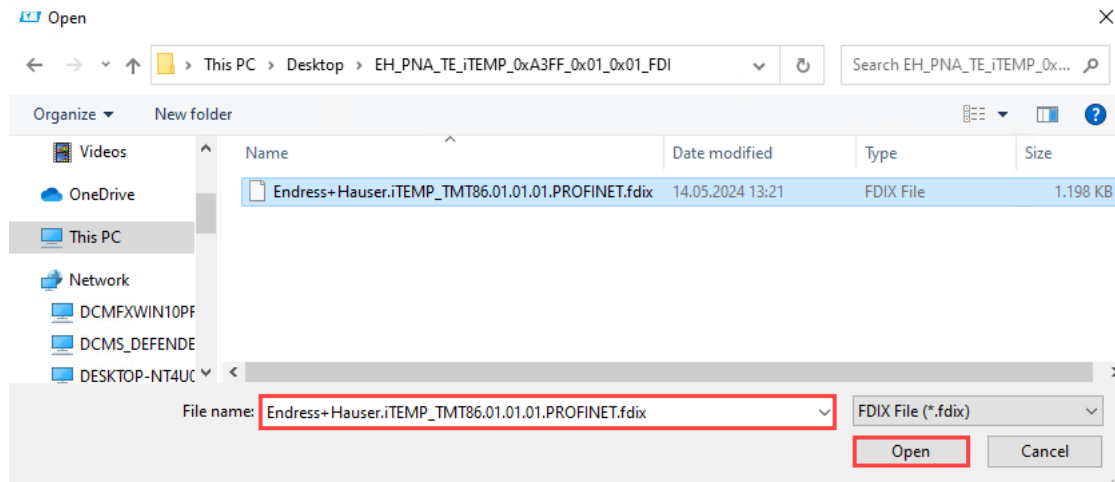 Open
This PC > Desktop > EH_PNA_TE_iTEMP_0xA3FF_0x01_0x01_FDI
Search EH_PNA_TE_iTEMP_0x...
Organize
New folder
?
Name
Date modified
Type
Size
Endress+Hauser.iTEMP_TMT86.01.01.01.PROFINET.fdix
14.05.2024 13:21
FDIX File
1.198 KB
Videos
OneDrive
This PC
Network
DCMFXWIN10PF
DCMS_DEFENDE
DESKTOP-NT4U0
File name:
Endress+Hauser.iTEMP_TMT86.01.01.01.PROFINET.fdix
FDIX File (*.fdix)
Open
Cancel